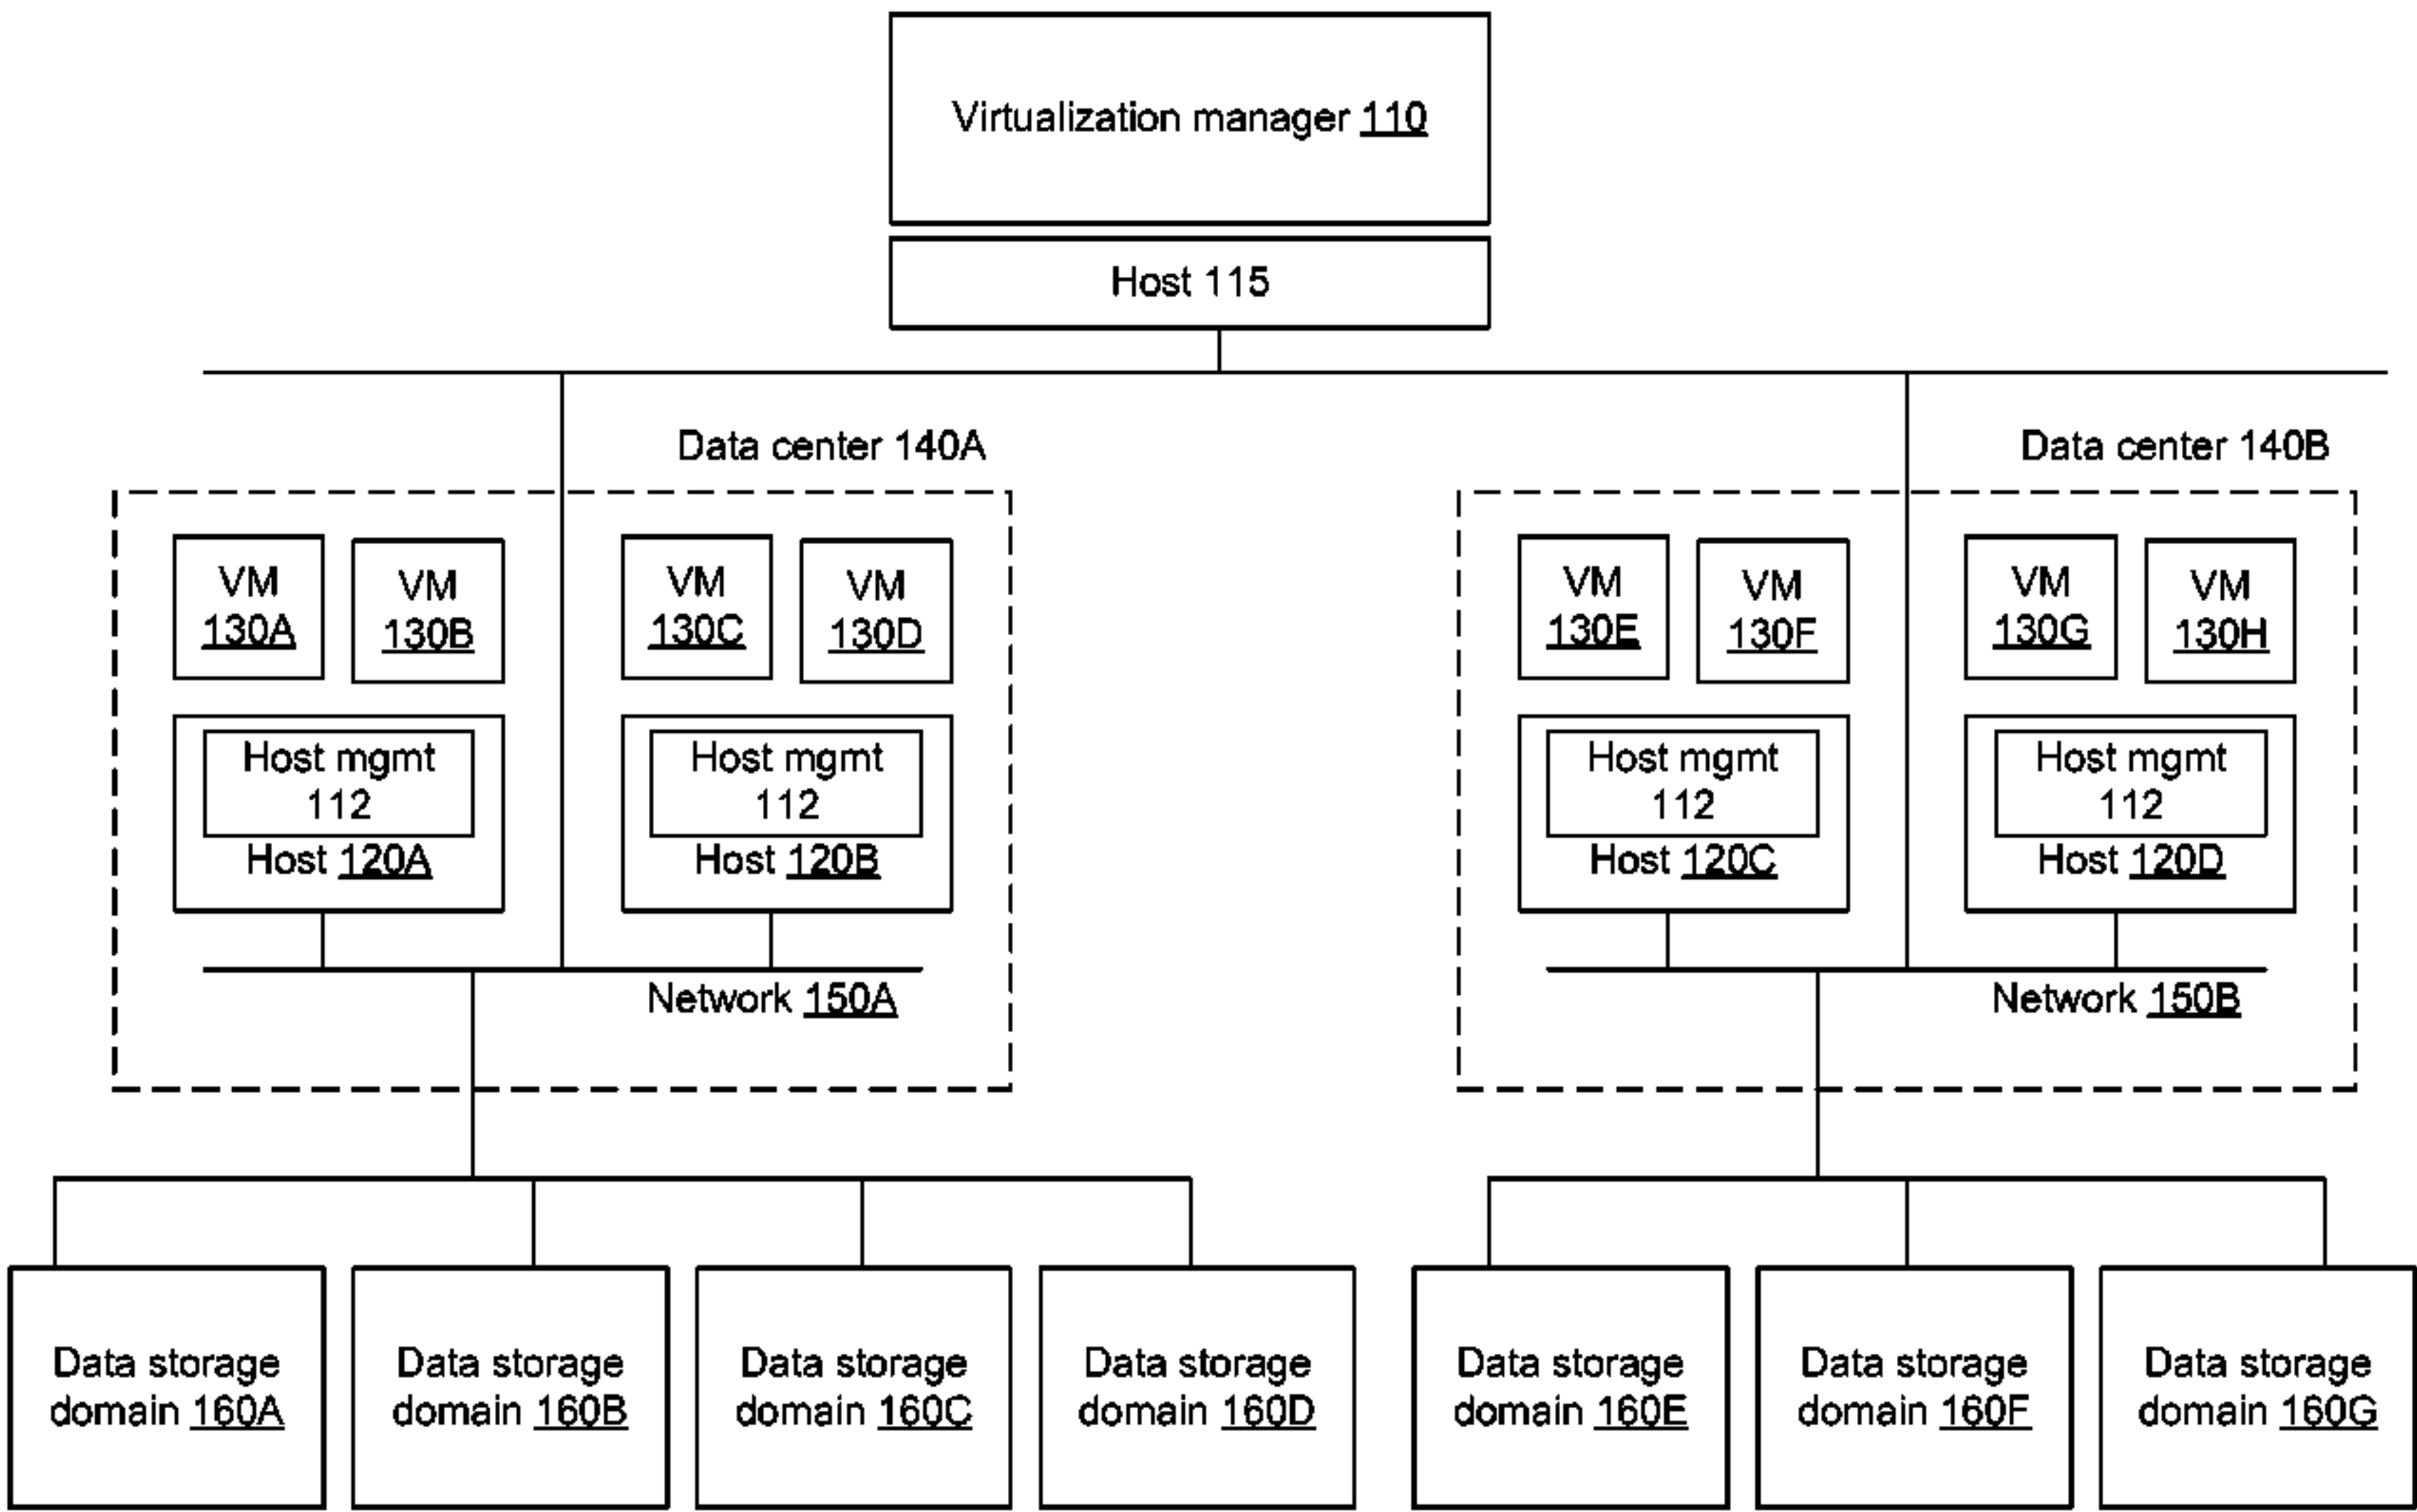 Virtualization manager 110
Host 115
Data center 140A
Data center 140B
VM
130A
VM
130B
VM
130C
VM
130D
VM
130E
VM
130F
VM
130G
VM
130H
Host mgmt
112
Host 120A
Host mgmt
112
Host 120B
Host mgmt
112
Host 120C
Host mgmt
112
Host 120D
Network 150A
Network 150B
Data storage
domain 160A
Data storage
domain 160B
Data storage
domain 160C
Data storage
domain 160D
Data storage
domain 160E
Data storage
domain 160F
Data storage
domain 160G